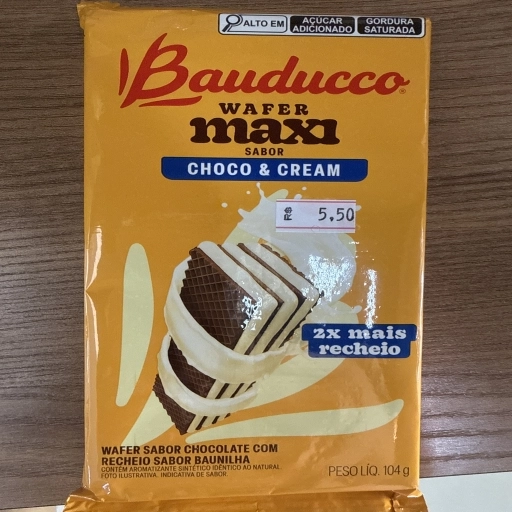 ALTO EM
AÇÚCAR ADICIONADO
GORDURA SATURADA
Bauducco®
WAFER
maxi
SABOR
CHOCO & CREAM
R$ 5,50
2x mais
recheio
WAFER SABOR CHOCOLATE COM
RECHEIO SABOR BAUNILHA
CONTÉM AROMATIZANTE SINTÉTICO IDÊNTICO AO NATURAL
FOTO ILUSTRATIVA. INDICATIVA DE SABOR.
PESO LÍQ. 104 g